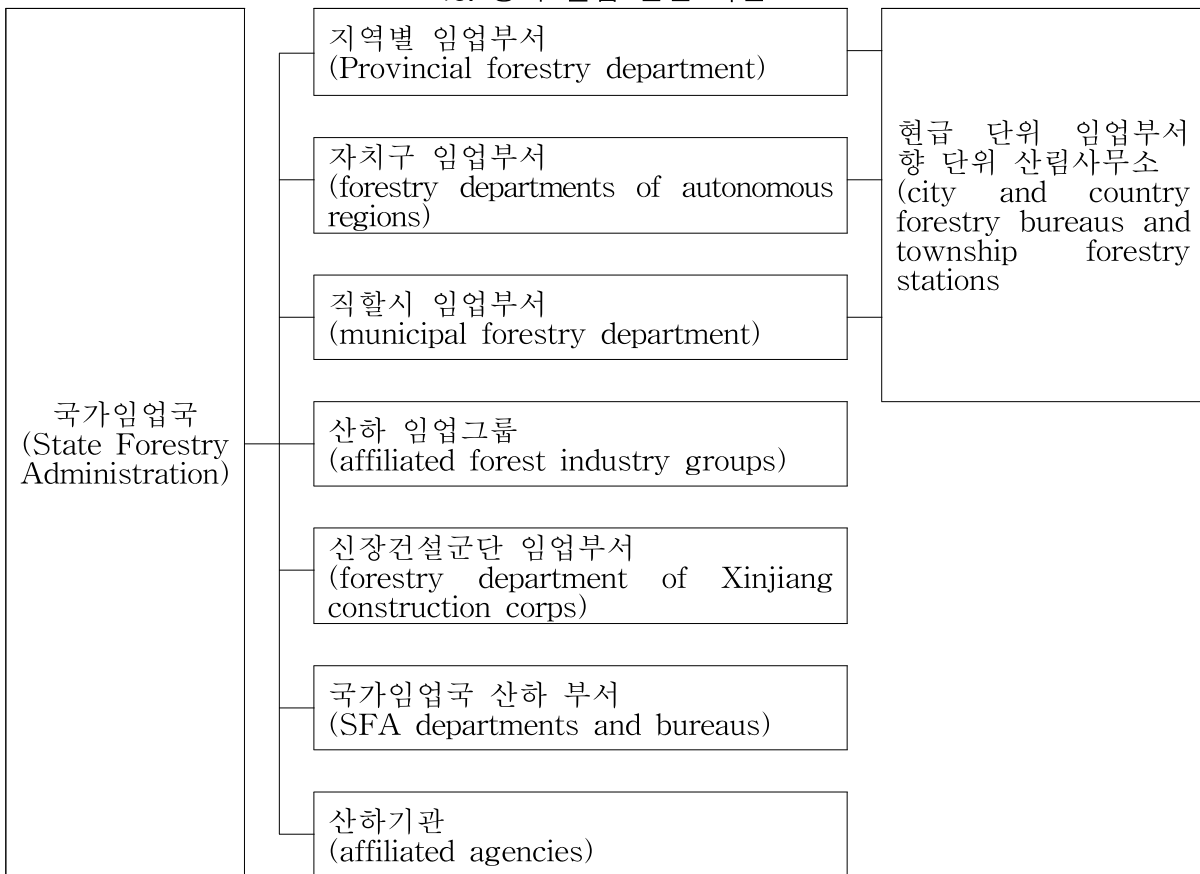 지역별 임업부서
(Provincial forestry department)
자치구 임업부서
(forestry departments of autonomous
regions)
직할시 임업부서
(municipal forestry department)
국가임업국
(State Forestry
Administration)
산하 임업그룹
(affiliated forest industry groups)
신장건설군단 임업부서
(forestry department of Xinjiang
construction corps)
국가임업국 산하 부서
(SFA departments and bureaus)
산하기관
(affiliated agencies)
현급 단위 임업부서
향 단위 산림사무소
(city and country
forestry bureaus and
township forestry
stations